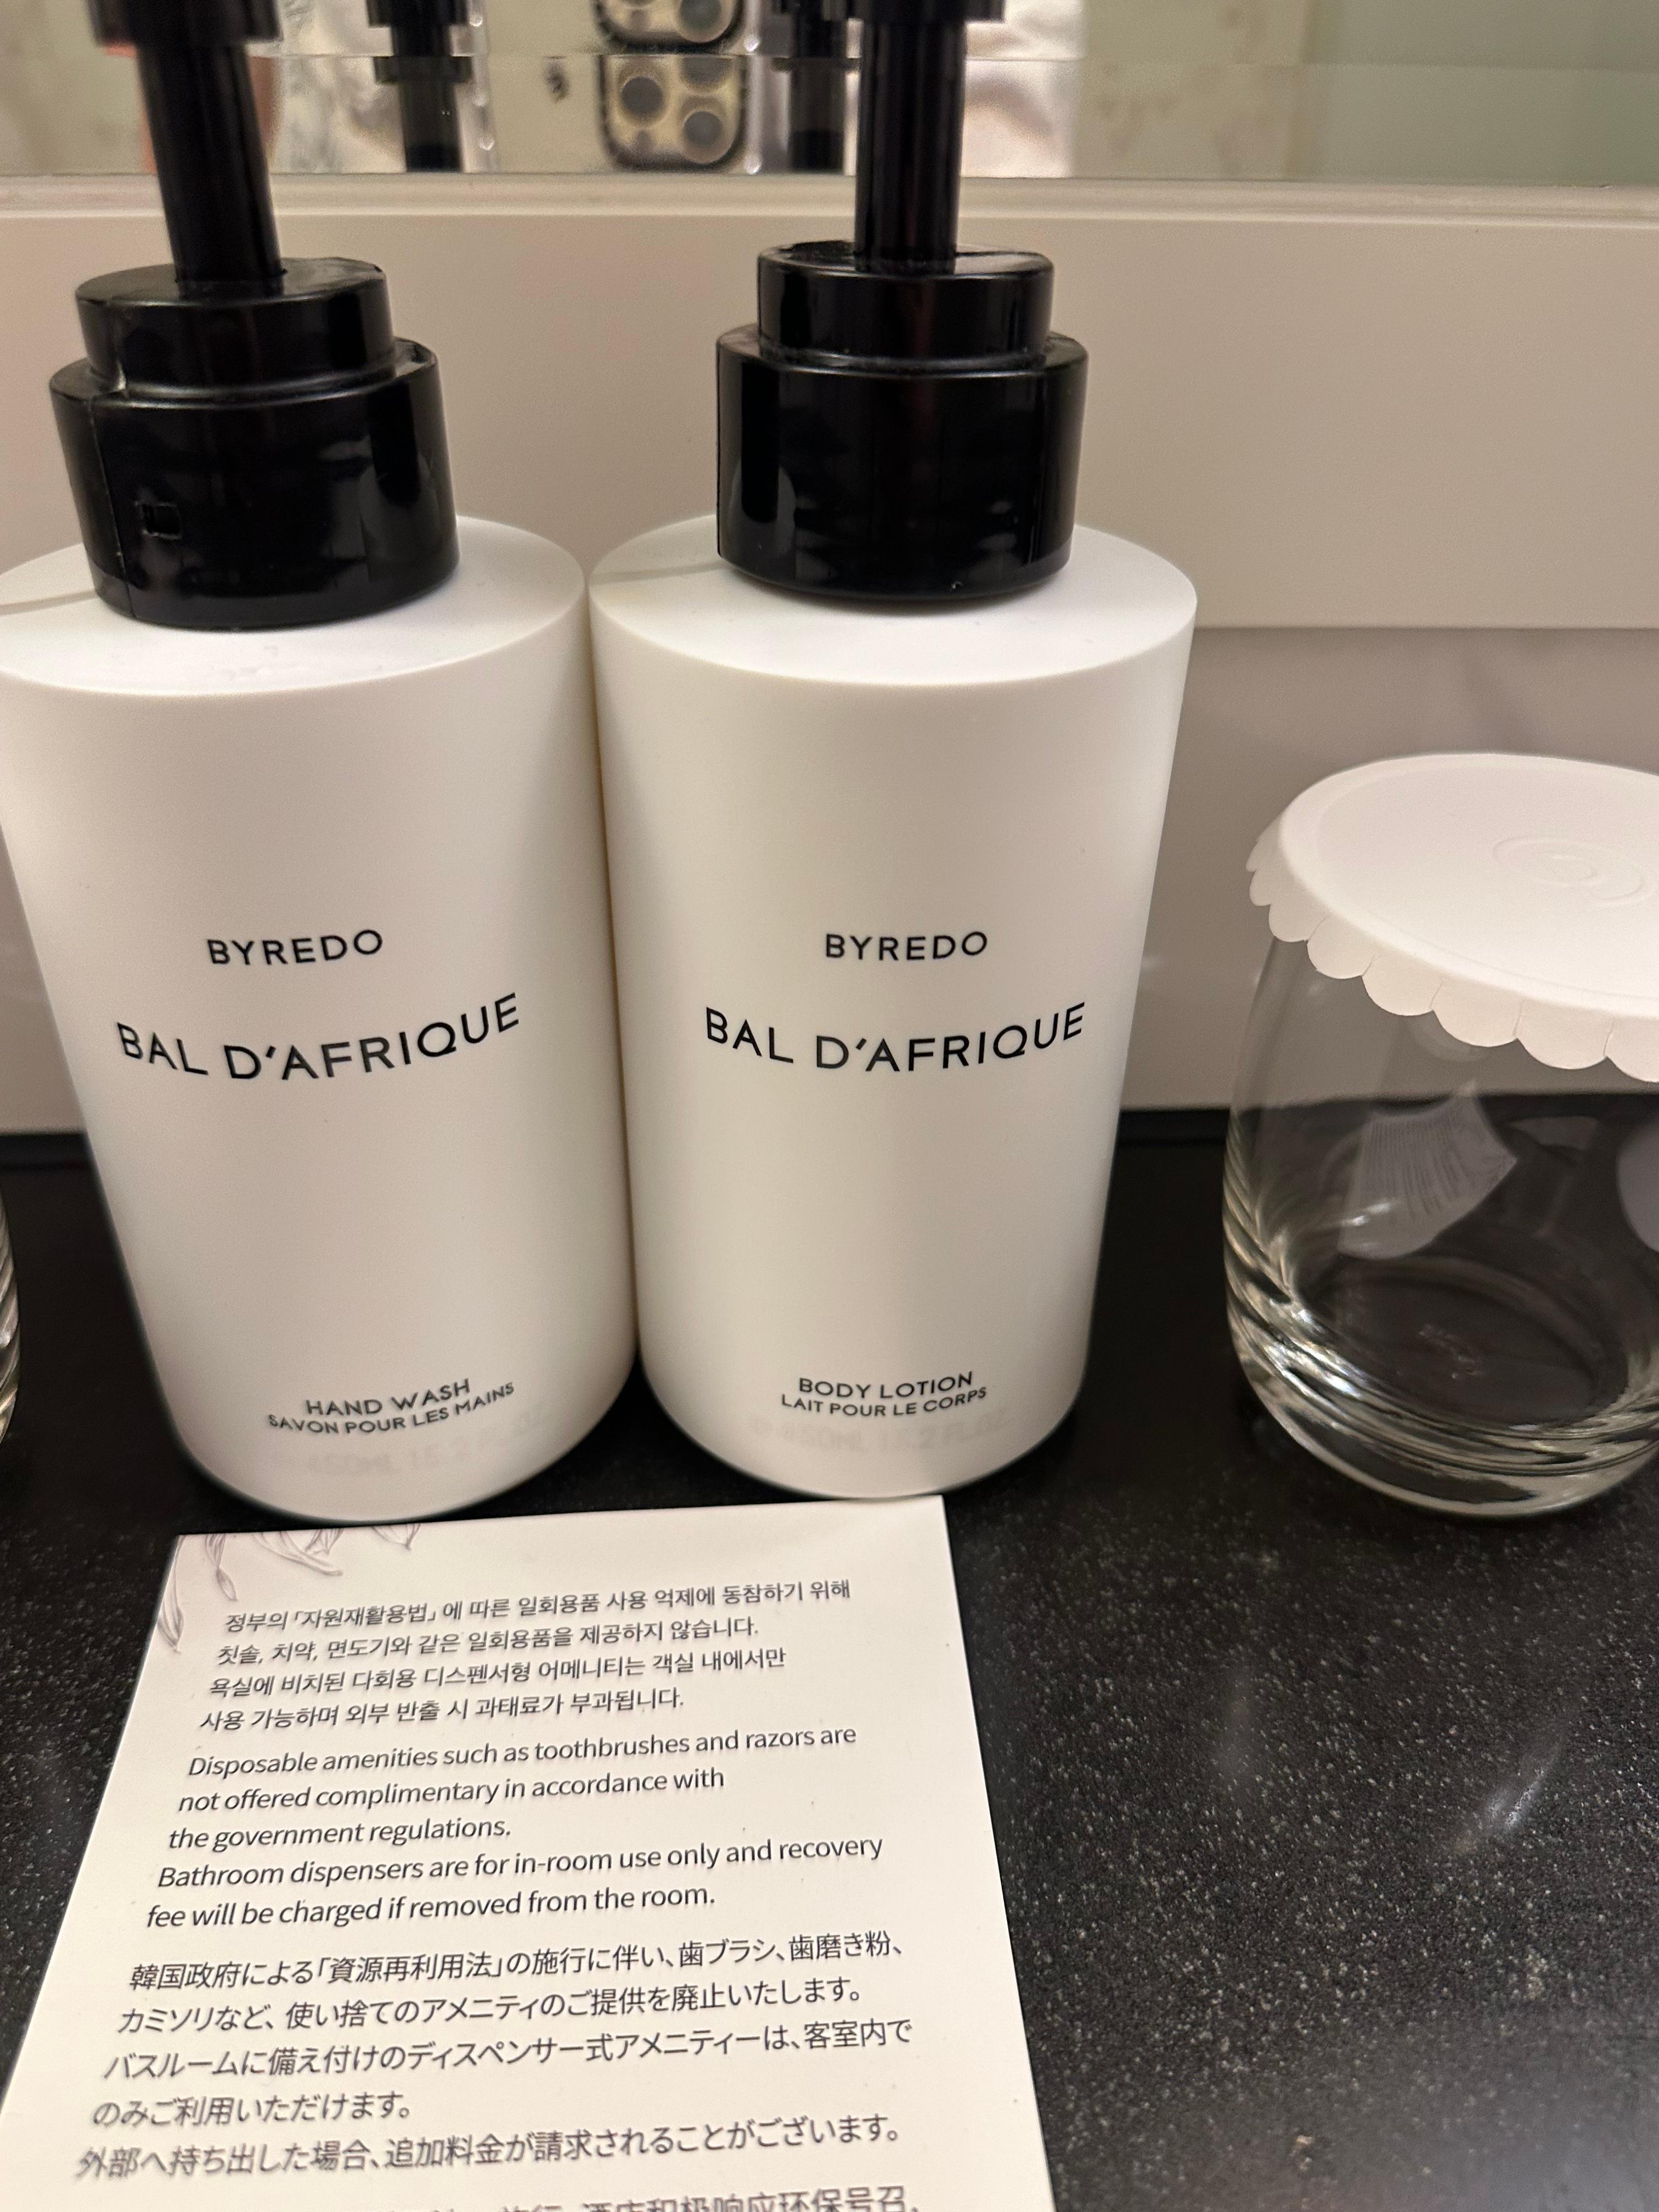 BYREDO
BAL D'AFRIQUE
HAND WASH
SAVON POUR LES MAINS
BYREDO
BAL D'AFRIQUE
BODY LOTION
LAIT POUR LE CORPS
정부의 「자원재활용법」에 따른 일회용품 사용 억제에 동참하기 위해
칫솔, 치약, 면도기와 같은 일회용품을 제공하지 않습니다.
욕실에 비치된 다회용 디스펜서형 어메니티는 객실 내에서만
사용 가능하며 외부 반출 시 과태료가 부과됩니다.
Disposable amenities such as toothbrushes and razors are
not offered complimentary in accordance with
the government regulations.
Bathroom dispensers are for in-room use only and recovery
fee will be charged if removed from the room.
韓国政府による「資源再利用法」の施行に伴い、歯ブラシ、歯磨き粉、
カミソリなど、使い捨てのアメニティのご提供を廃止いたします。
バスルームに備え付けのディスペンサー式アメニティーは、客室内で
のみご利用いただけます。
外部へ持ち出した場合、追加料金が請求されることがございます。